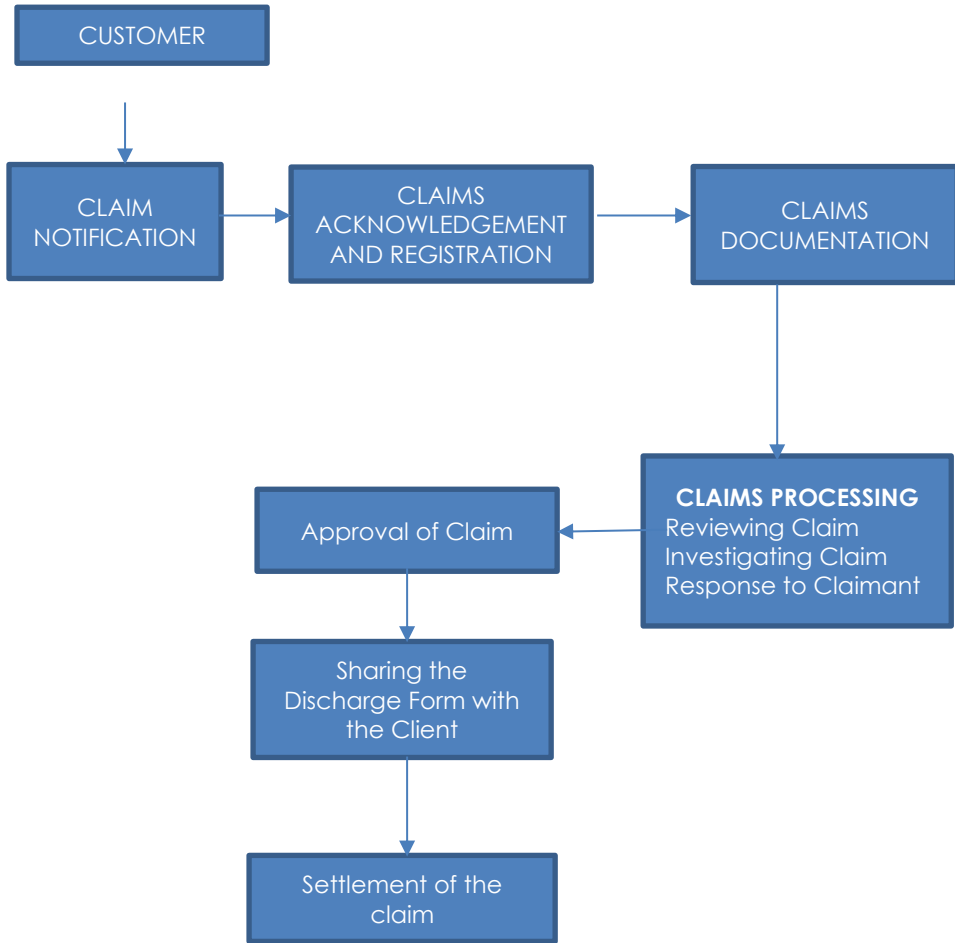 CUSTOMER
CLAIM
NOTIFICATION
CLAIMS
ACKNOWLEDGEMENT
AND REGISTRATION
CLAIMS
DOCUMENTATION
CLAIMS PROCESSING
Reviewing Claim
Investigating Claim
Response to Claimant
Approval of Claim
Sharing the
Discharge Form with
the Client
Settlement of the
claim